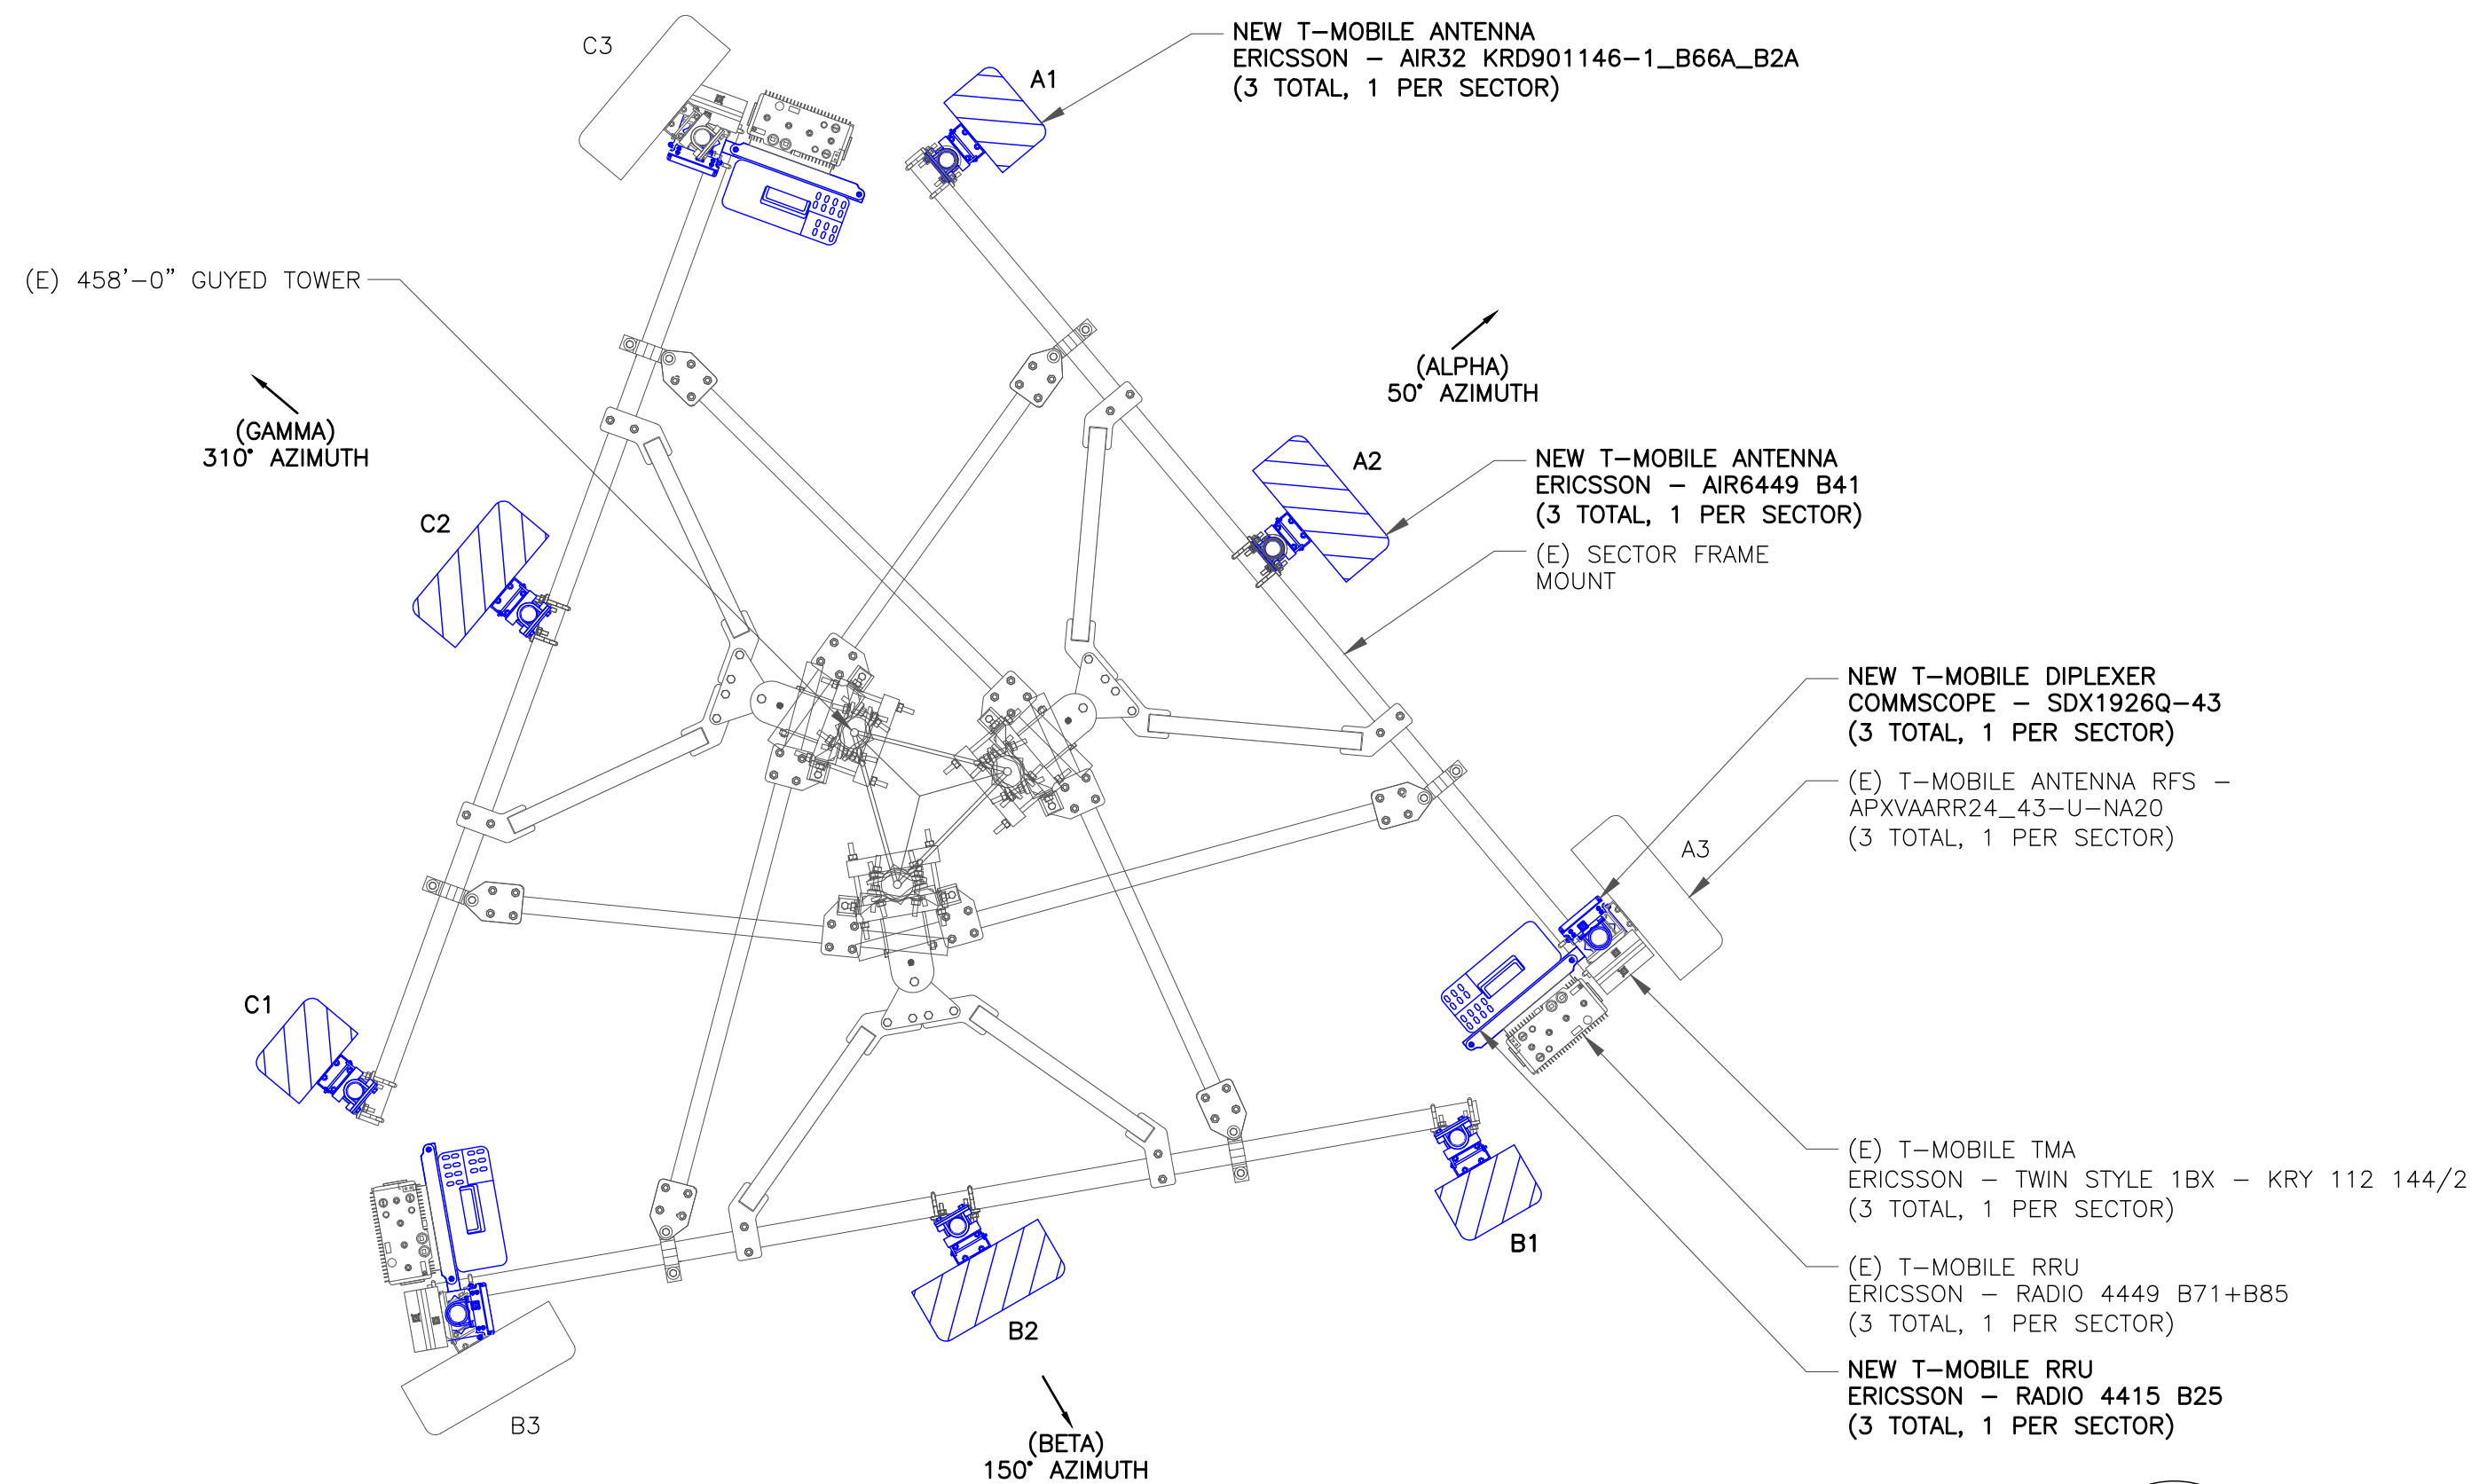 C3
A1
NEW T-MOBILE ANTENNA
ERICSSON - AIR32 KRD901146-1_B66A_B2A
(3 TOTAL, 1 PER SECTOR)
(E) 458'-0" GUYED TOWER
(ALPHA)
50° AZIMUTH
(GAMMA)
310° AZIMUTH
C2
A2
NEW T-MOBILE ANTENNA
ERICSSON - AIR6449 B41
(3 TOTAL, 1 PER SECTOR)
(E) SECTOR FRAME
MOUNT
NEW T-MOBILE DIPLEXER
COMMSCOPE - SDX1926Q-43
(3 TOTAL, 1 PER SECTOR)
(E) T-MOBILE ANTENNA RFS -
APXVAARR24_43-U-NA20
(3 TOTAL, 1 PER SECTOR)
A3
C1
(E) T-MOBILE TMA
ERICSSON - TWIN STYLE 1BX - KRY 112 144/2
(3 TOTAL, 1 PER SECTOR)
B1
(E) T-MOBILE RRU
ERICSSON - RADIO 4449 B71+B85
(3 TOTAL, 1 PER SECTOR)
B2
NEW T-MOBILE RRU
ERICSSON - RADIO 4415 B25
(3 TOTAL, 1 PER SECTOR)
B3
(BETA)
150° AZIMUTH